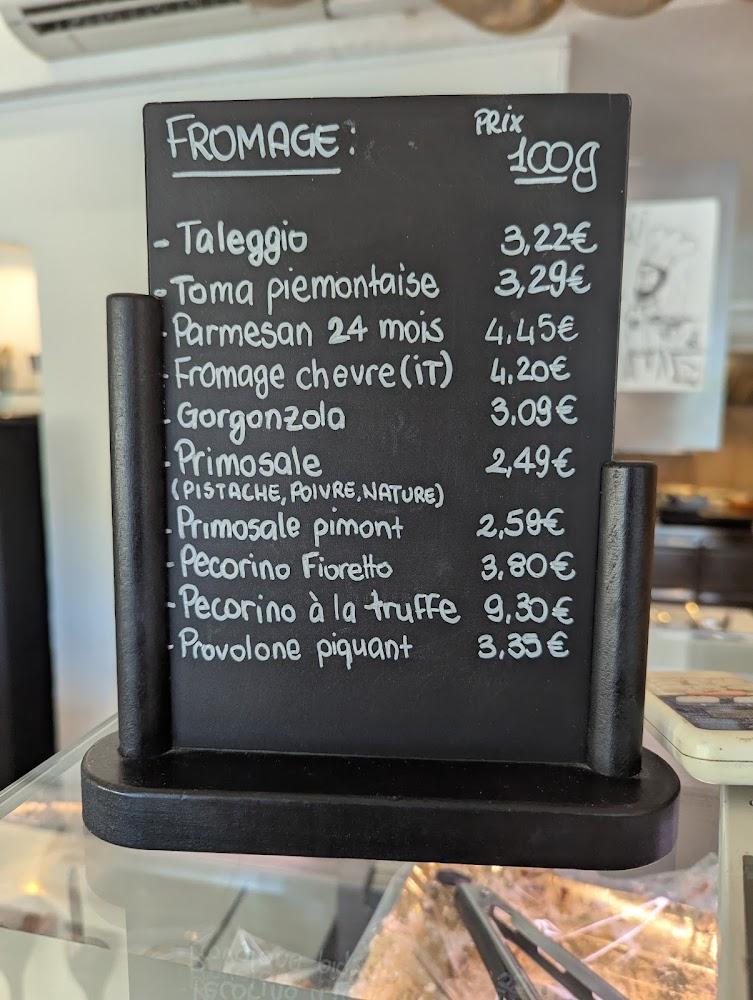 FROMAGE: PRIX 100g
- Taleggio 3,22€
- Toma piemontaise 3,29€
- Parmesan 24 mois 4.45€
- Fromage chevre (iT) 4.20€
- Gorgonzola 3.09€
- Primosale 2,49€
(PISTACHE, POIVRE, NATURE)
- Primosale pimont 2,59€
- Pecorino Fioretto 3.80€
- Pecorino à la truffe 9,30€
- Provolone piquant 3.35€